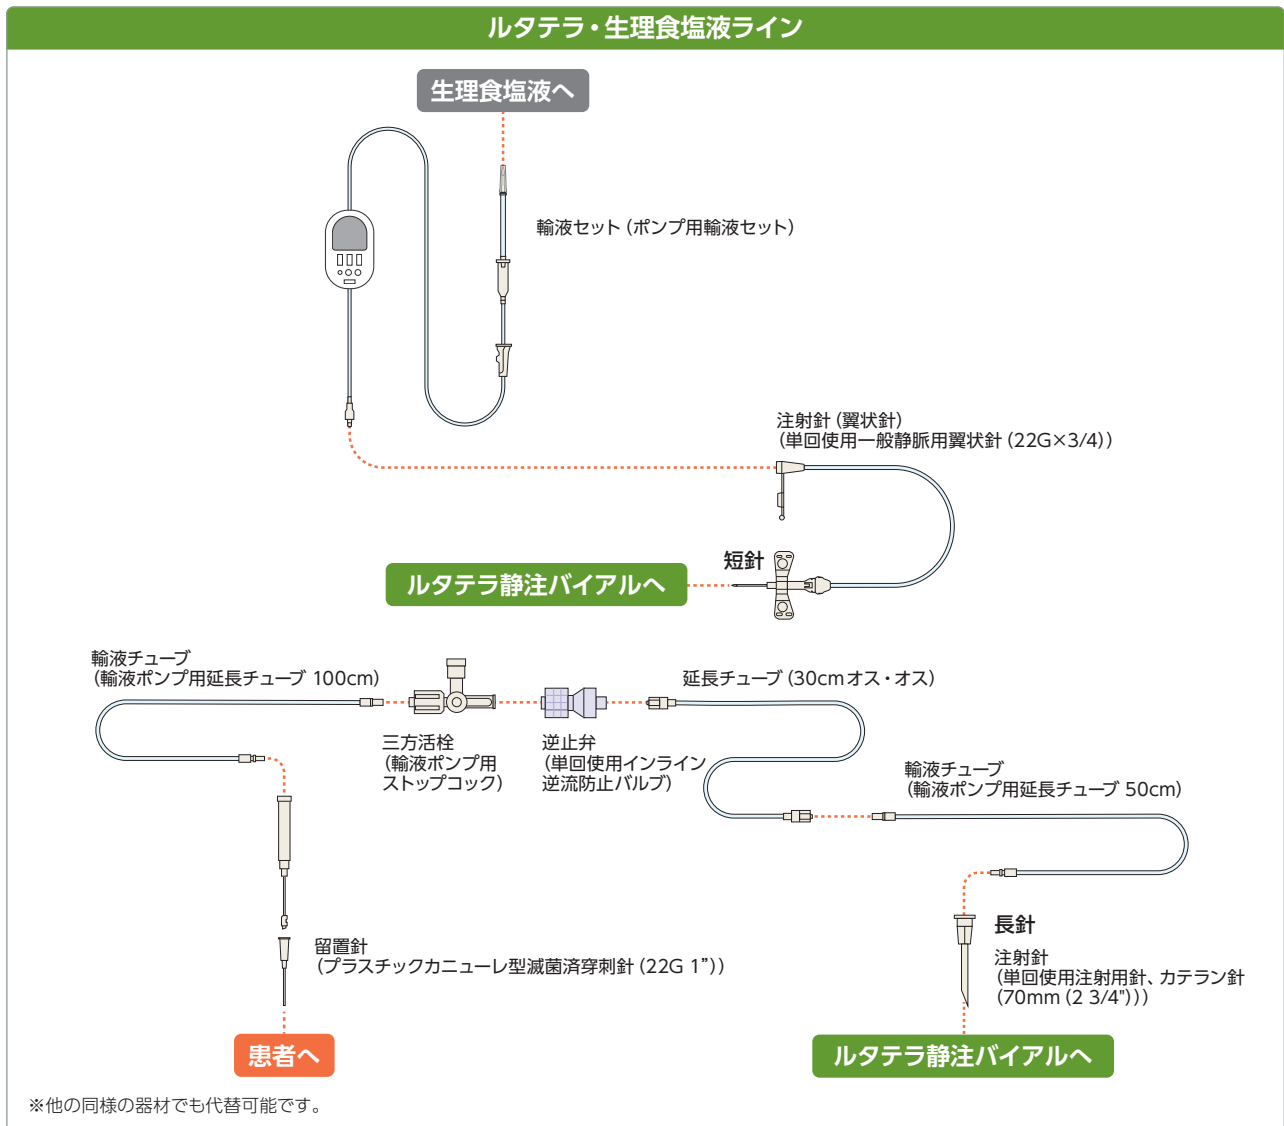 ルタテラ・生理食塩液ライン
生理食塩液へ
輸液セット（ポンプ用輸液セット）
注射針（翼状針）
（単回使用一般静脈用翼状針（22G×3/4））
短針
ルタテラ静注バイアルへ
輸液チューブ
（輸液ポンプ用延長チューブ 100cm）
三方活栓
（輸液ポンプ用
ストップコック）
逆止弁
（単回使用インライン
逆流防止バルブ）
延長チューブ（30cm オス・オス）
輸液チューブ
（輸液ポンプ用延長チューブ 50cm）
留置針
（プラスチックカニューレ型滅菌済穿刺針（22G 1”））
患者へ
長針
注射針
（単回使用注射用針、カテラン針
（70mm（2 3/4"）））
ルタテラ静注バイアルへ
※他の同様の器材でも代替可能です。